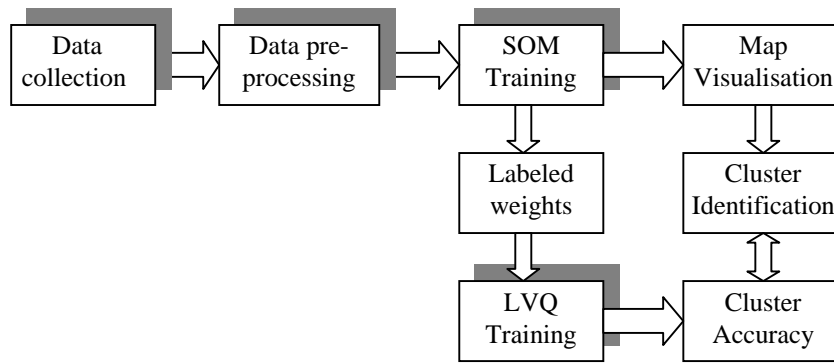 Data
collection
Data pre-
processing
SOM
Training
Map
Visualisation
Labeled
weights
Cluster
Identification
LVQ
Training
Cluster
Accuracy